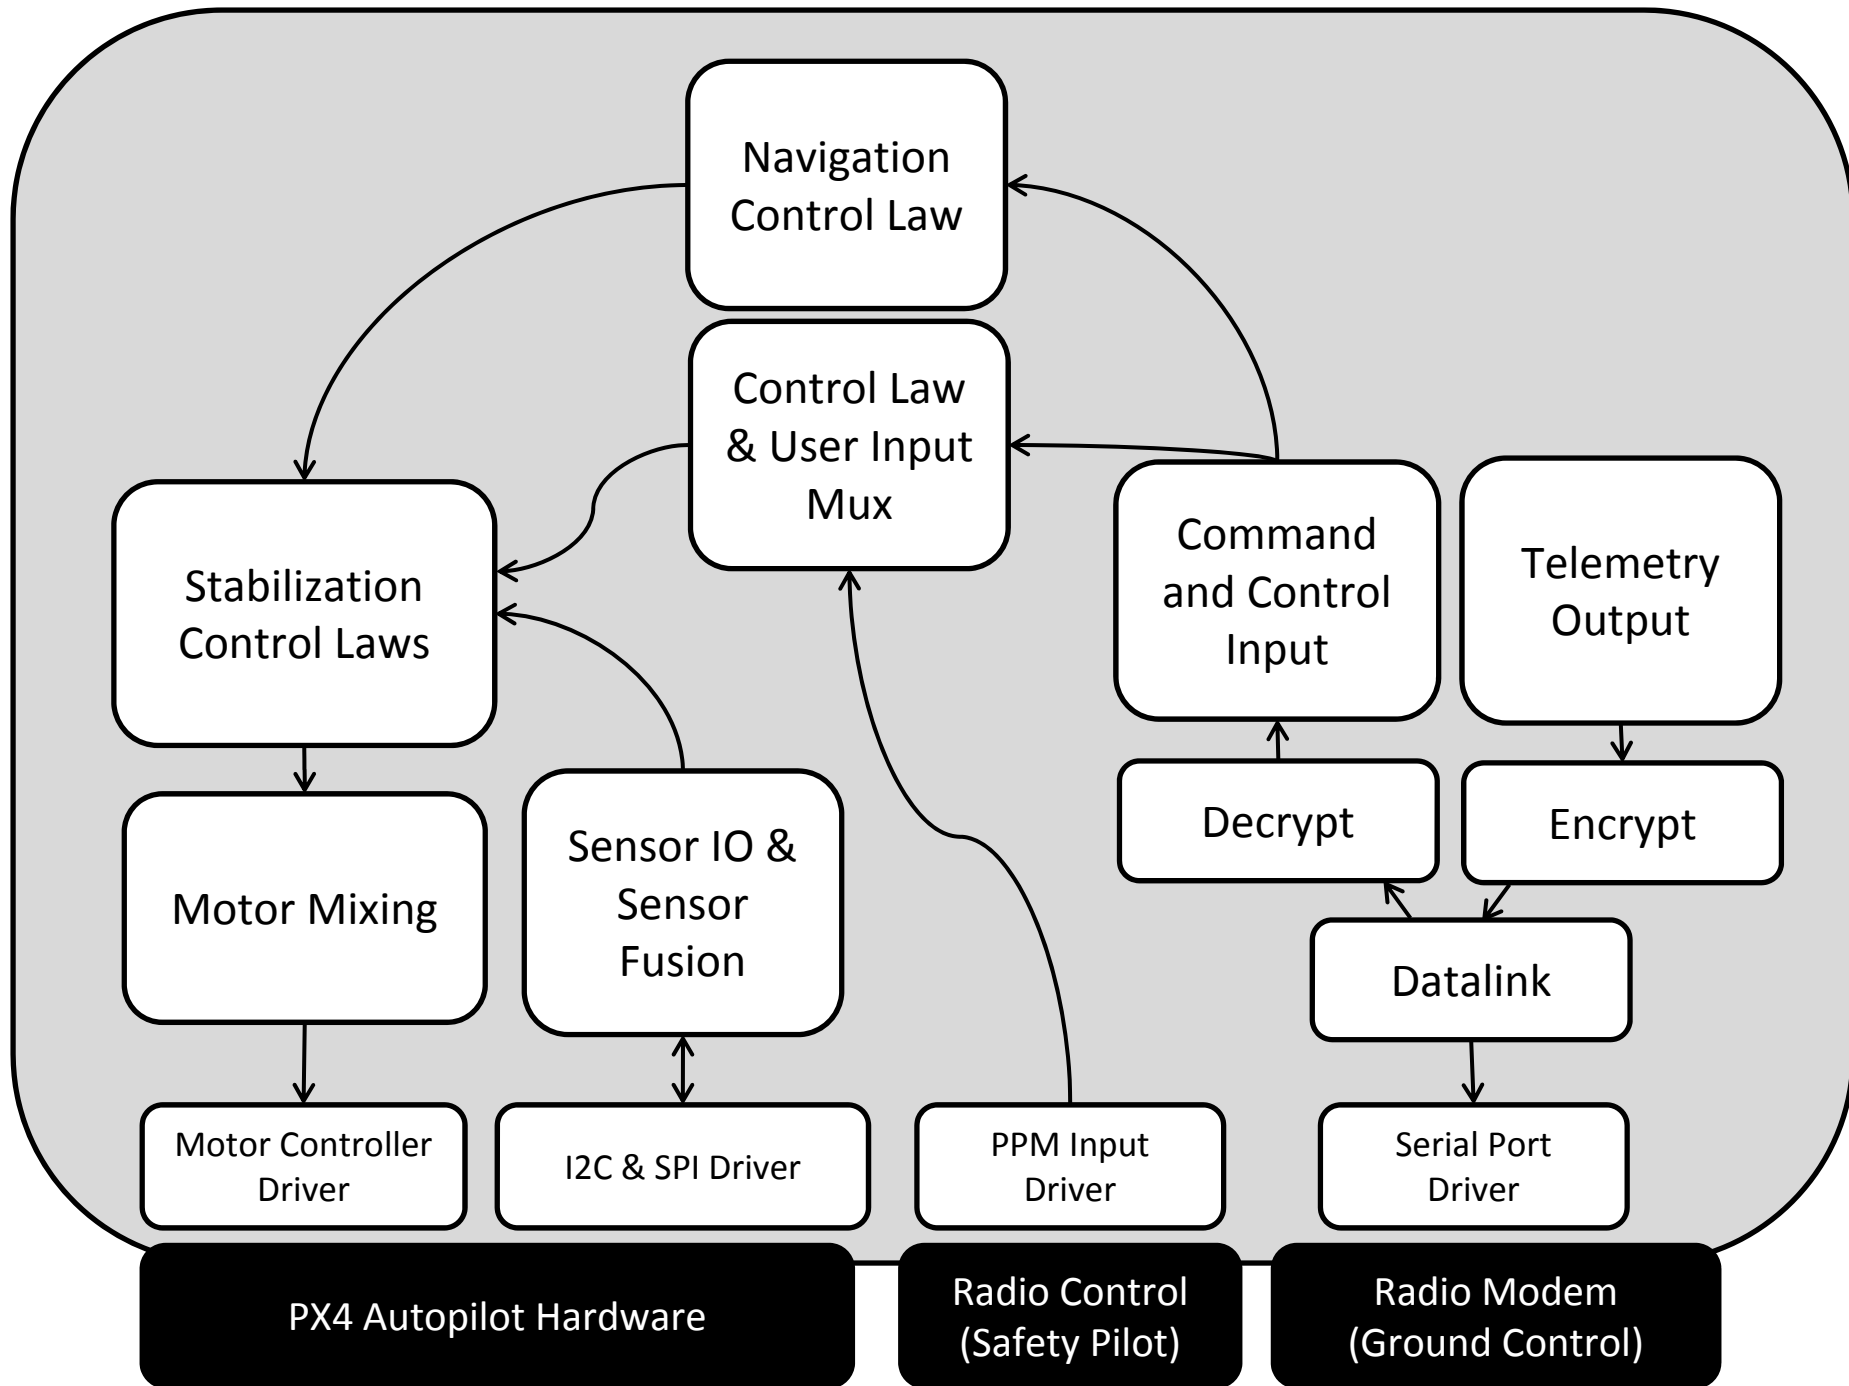 Navigation
Control Law
Control Law
& User Input
Mux
Command
and Control
Input
Telemetry
Output
Stabilization
Control Laws
Decrypt
Encrypt
Motor Mixing
Sensor IO &
Sensor
Fusion
Datalink
Motor Controller
Driver
I2C & SPI Driver
PPM Input
Driver
Serial Port
Driver
PX4 Autopilot Hardware
Radio Control
(Safety Pilot)
Radio Modem
(Ground Control)